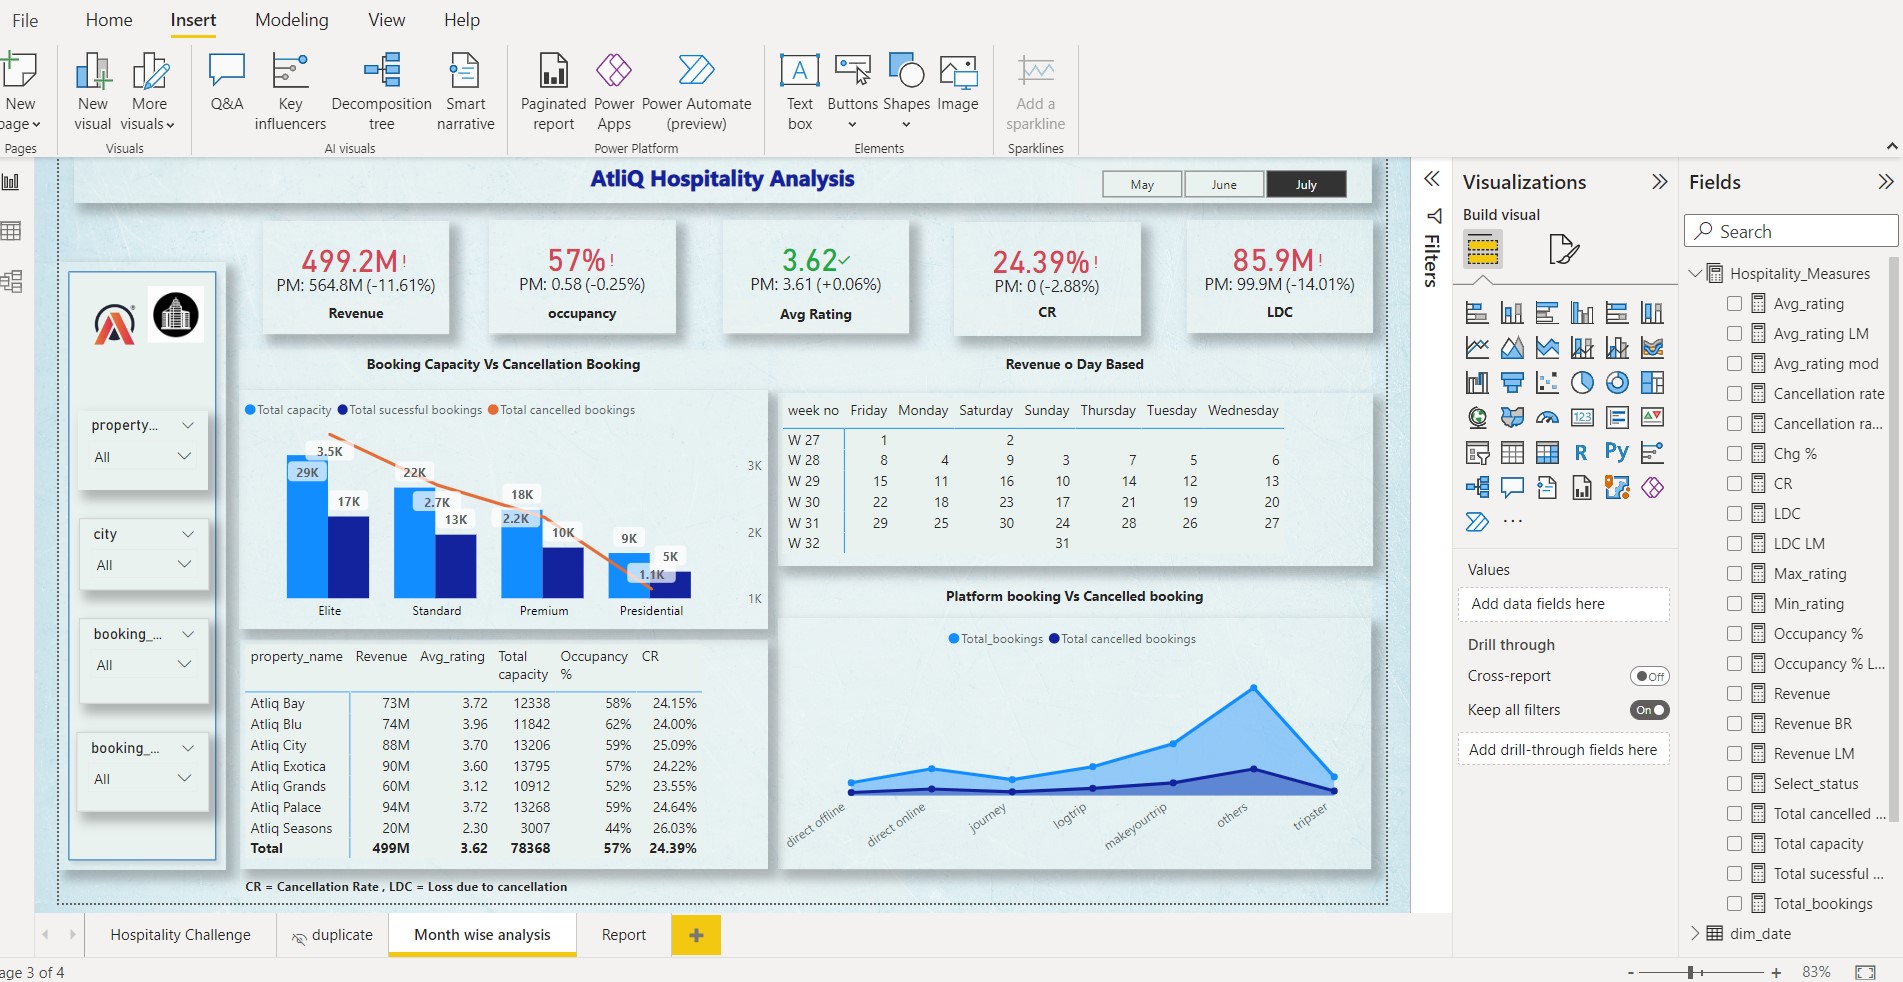 File Home Insert Modeling View Help
New page
New visual
More visuals
Q&A
Key influencers
Decomposition tree
Smart narrative
Paginated report
Power Apps
Power Automate (preview)
Text box
Buttons
Shapes
Image
Add a sparkline
Pages Visuals AI visuals Power Platform Elements Sparklines
AtliQ Hospitality Analysis
May June July
499.2M!
PM: 564.8M (-11.61%)
Revenue
57%!
PM: 0.58 (-0.25%)
occupancy
3.62✓
PM: 3.61 (+0.06%)
Avg Rating
24.39%!
PM: 0 (-2.88%)
CR
85.9M!
PM: 99.9M (-14.01%)
LDC
property...
All
city
All
booking_...
All
booking_...
All
Booking Capacity Vs Cancellation Booking
Total capacity Total sucessful bookings Total cancelled bookings
3.5K
29K
17K
22K
2.7K
13K
18K
2.2K
10K
9K
5K
1.1K
3K
2K
1K
Elite Standard Premium Presidential
Revenue o Day Based
week no Friday Monday Saturday Sunday Thursday Tuesday Wednesday
W 27 1 2
W 28 8 4 9 3 7 5 6
W 29 15 11 16 10 14 12 13
W 30 22 18 23 17 21 19 20
W 31 29 25 30 24 28 26 27
W 32 31
property_name Revenue Avg_rating Total capacity Occupancy % CR
Atliq Bay 73M 3.72 12338 58% 24.15%
Atliq Blu 74M 3.96 11842 62% 24.00%
Atliq City 88M 3.70 13206 59% 25.09%
Atliq Exotica 90M 3.60 13795 57% 24.22%
Atliq Grands 60M 3.12 10912 52% 23.55%
Atliq Palace 94M 3.72 13268 59% 24.64%
Atliq Seasons 20M 2.30 3007 44% 26.03%
Total 499M 3.62 78368 57% 24.39%
Platform booking Vs Cancelled booking
Total_bookings Total cancelled bookings
direct offline
direct online
journey
logtrip
makeyourtrip
others
tripster
CR = Cancellation Rate , LDC = Loss due to cancellation
Hospitality Challenge duplicate Month wise analysis Report +
age 3 of 4
Filters
Visualizations
Build visual
123
R
Py
...
Values
Add data fields here
Drill through
Cross-report Off
Keep all filters On
Add drill-through fields here
Fields
Search
Hospitality_Measures
Avg_rating
Avg_rating LM
Avg_rating mod
Cancellation rate
Cancellation ra...
Chg %
CR
LDC
LDC LM
Max_rating
Min_rating
Occupancy %
Occupancy % L...
Revenue
Revenue BR
Revenue LM
Select_status
Total cancelled ...
Total capacity
Total sucessful ...
Total_bookings
dim_date
- + 83%